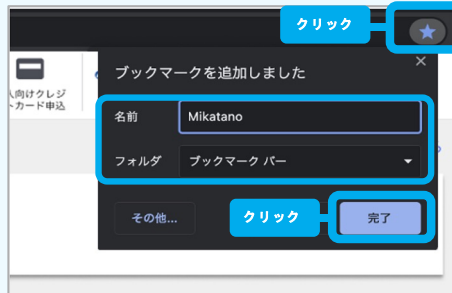 クリック
人向けクレジ
トカード申込
ブックマークを追加しました
名前
Mikatano
フォルダ
ブックマーク バー
その他...
クリック
完了